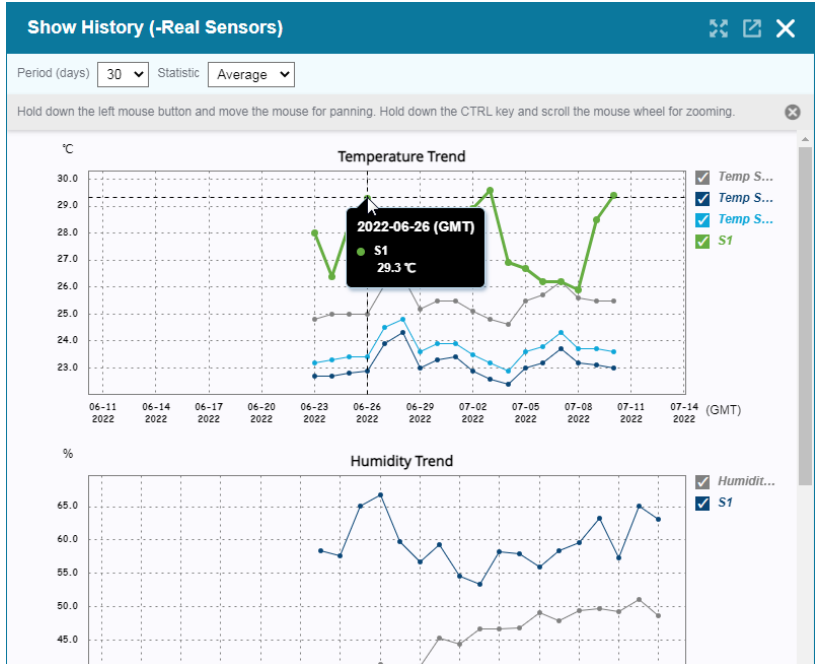 Show History (-Real Sensors)
Period (days) 30 Statistic Average
Hold down the left mouse button and move the mouse for panning. Hold down the CTRL key and scroll the mouse wheel for zooming.
℃
Temperature Trend
30.0
29.0
28.0
27.0
26.0
25.0
24.0
23.0
2022-06-26 (GMT)
S1
29.3 ℃
Temp S...
Temp S...
Temp S...
S1
06-11 06-14 06-17 06-20 06-23 06-26 06-29 07-02 07-05 07-08 07-11 07-14 (GMT)
2022 2022 2022 2022 2022 2022 2022 2022 2022 2022 2022 2022
%
Humidity Trend
65.0
60.0
55.0
50.0
45.0
Humidit...
S1